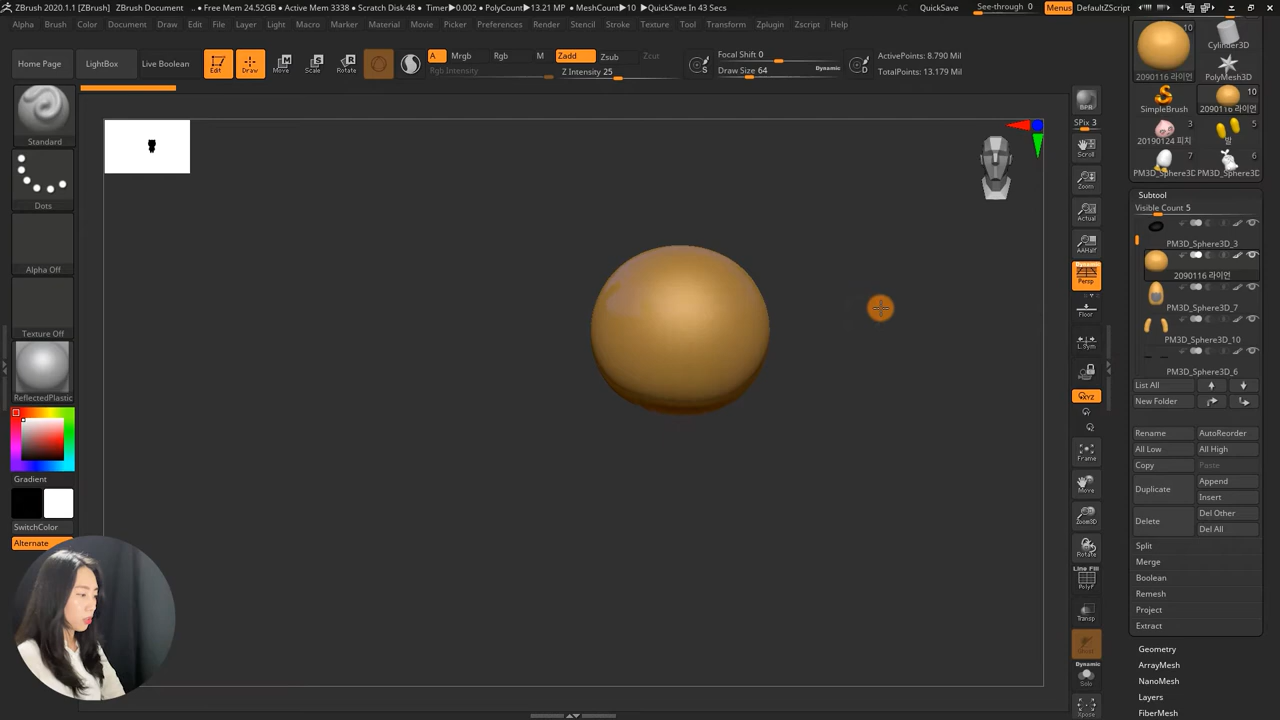 ZBrush 2020.1.1 [ZBrush] ZBrush Document .. • Free Mem 24.52GB • Active Mem 3338 • Scratch Disk 48 • Timer▶0.002 • PolyCount▶13.21 MP • MeshCount▶10 ▶QuickSave In 43 Secs AC QuickSave See-through 0 Menus DefaultZScript
Alpha Brush Color Document Draw Edit File Layer Light Macro Marker Material Movie Picker Preferences Render Stencil Stroke Texture Tool Transform Zplugin Zscript Help
Home Page LightBox Live Boolean Edit Draw Move Scale Rotate
A Mrgb Rgb M Zadd Zsub Zcut
Rgb Intensity Z Intensity 25
Focal Shift 0
Draw Size 64 Dynamic
S D
ActivePoints: 8.790 Mil
TotalPoints: 13.179 Mil
Standard
Dots
Alpha Off
Texture Off
ReflectedPlastic
Gradient
SwitchColor
Alternate
BPR
SPix 3
Scroll
Zoom
Actual
AAHalf
Dynamic
Persp
Floor
L.Sym
XYZ
Frame
Move
Zoom3D
Rotate
Line Fill
PolyF
Transp
Dynamic
Solo
Xpose
10
2090116 라이언
Cylinder3D
PolyMesh3D
SimpleBrush
10
2090116 라이언
3
20190124 피치
5
발
7
PM3D_Sphere3D
6
PM3D_Sphere3D
Subtool
Visible Count 5
PM3D_Sphere3D_3
2090116 라이언
PM3D_Sphere3D_7
PM3D_Sphere3D_10
PM3D_Sphere3D_6
List All
New Folder
Rename AutoReorder
All Low All High
Copy Paste
Duplicate Append
Insert
Delete Del Other
Del All
Split
Merge
Boolean
Remesh
Project
Extract
Geometry
ArrayMesh
NanoMesh
Layers
FiberMesh